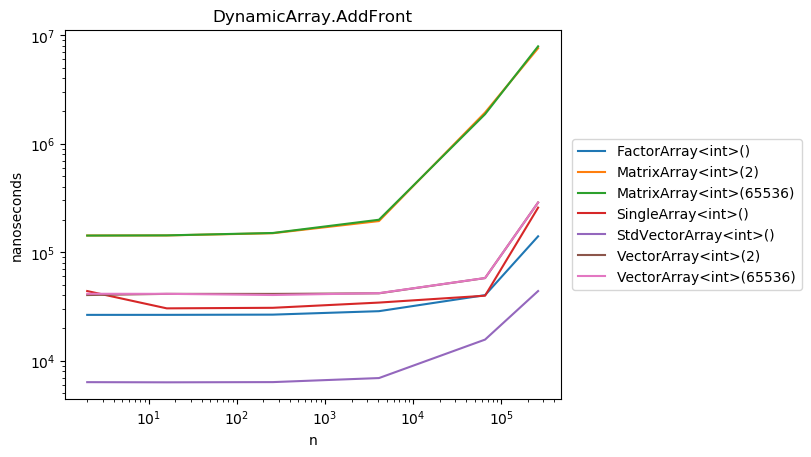 DynamicArray.AddFront
nanoseconds
10⁷
10⁶
10⁵
10⁴
10¹
10²
10³
10⁴
10⁵
n
FactorArray<int>()
MatrixArray<int>(2)
MatrixArray<int>(65536)
SingleArray<int>()
StdVectorArray<int>()
VectorArray<int>(2)
VectorArray<int>(65536)